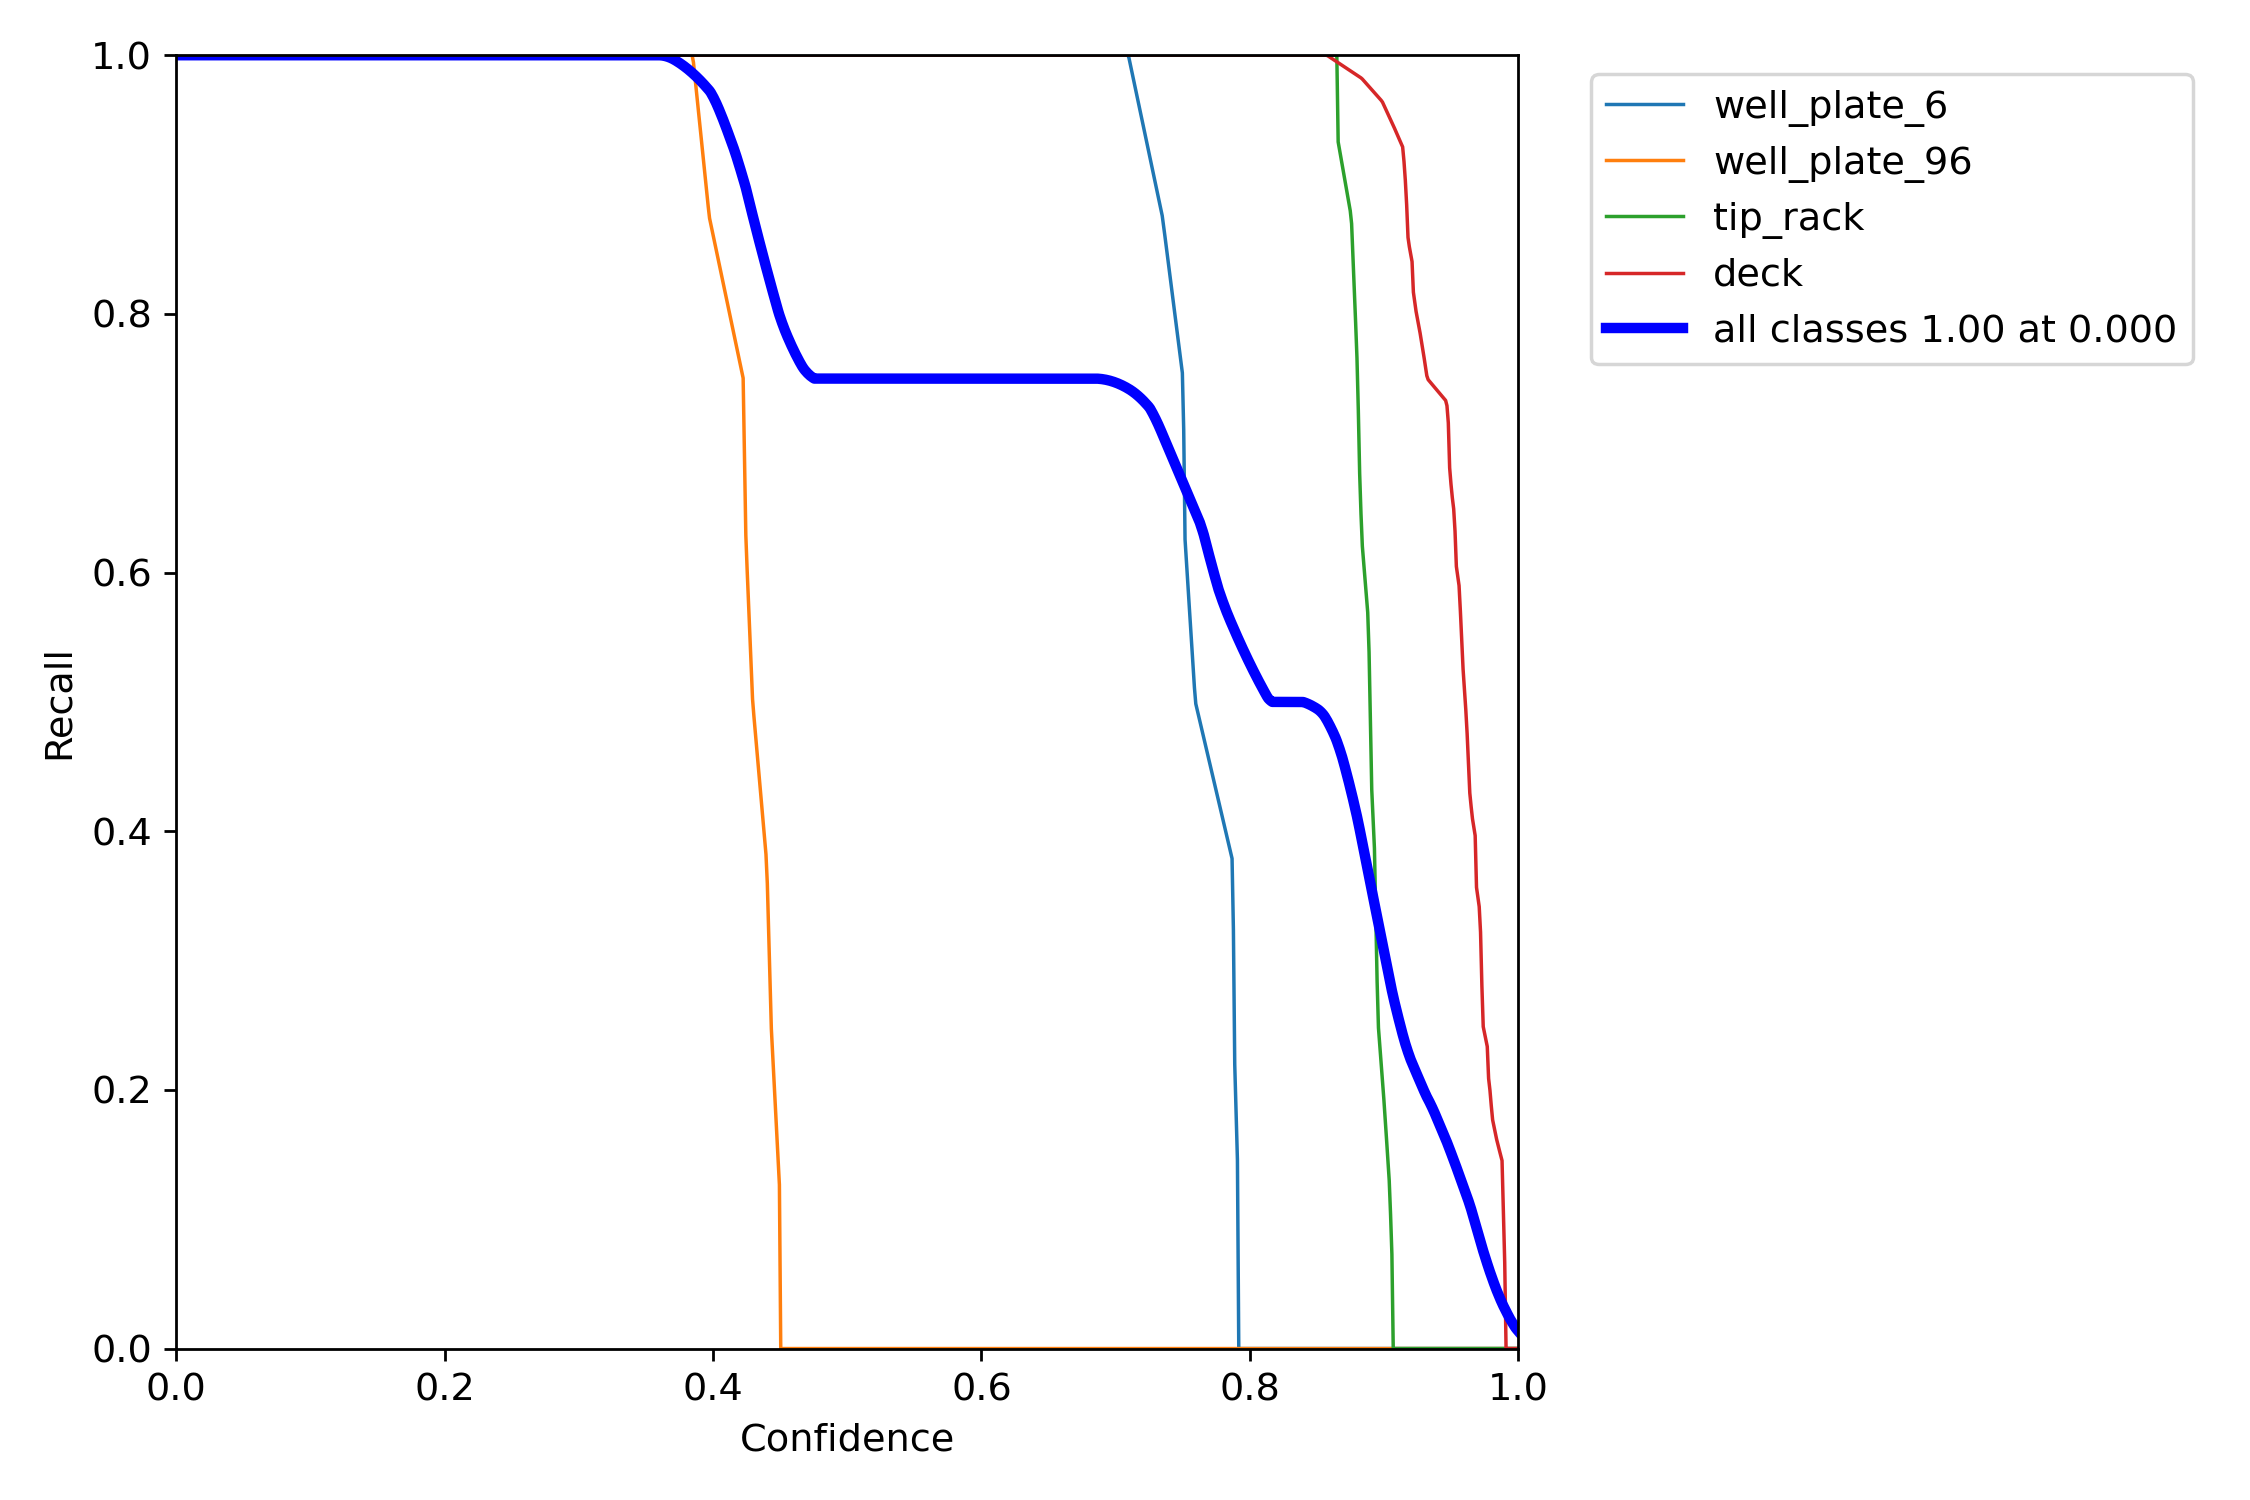 1.0
0.8
0.6
0.4
0.2
0.0
Recall
0.0 0.2 0.4 0.6 0.8 1.0
Confidence
well_plate_6
well_plate_96
tip_rack
deck
all classes 1.00 at 0.000